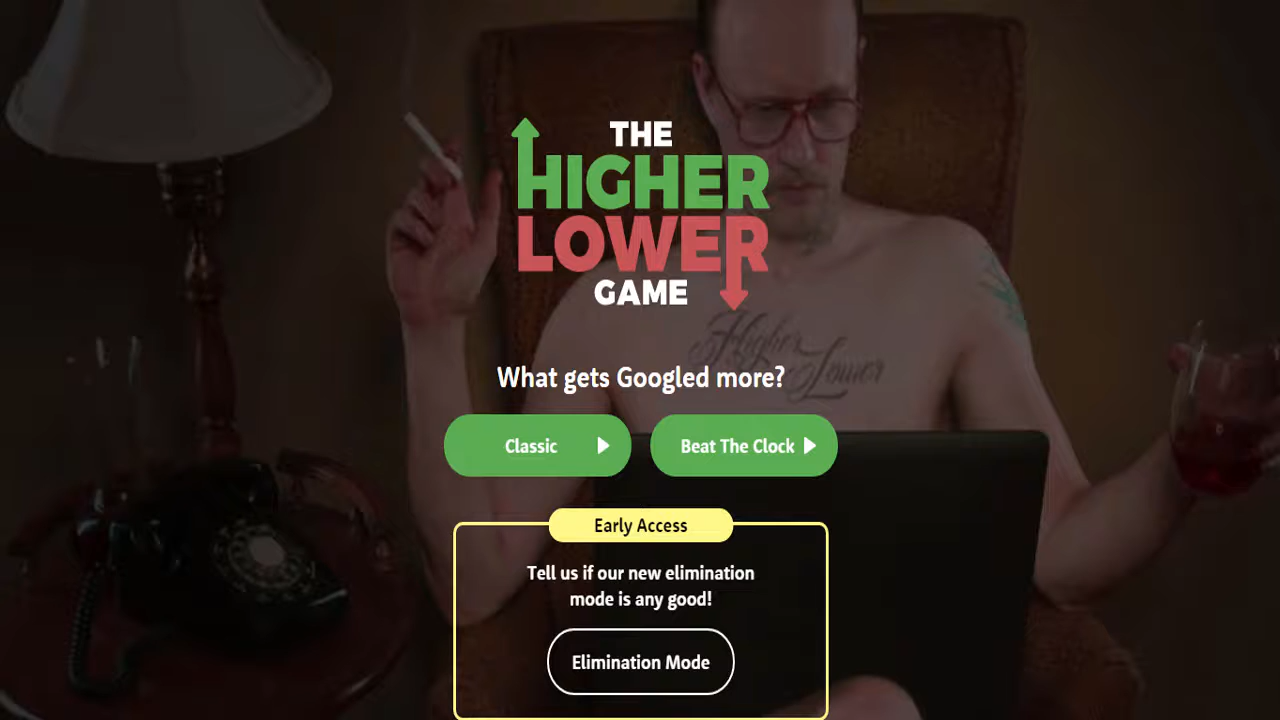 THE
HIGHER
LOWER
GAME
Higher
Lower
What gets Googled more?
Classic
Beat The Clock
Early Access
Tell us if our new elimination
mode is any good!
Elimination Mode